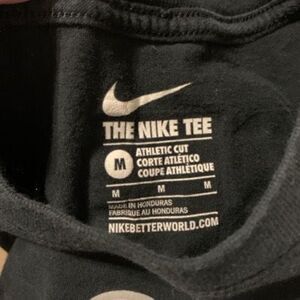 THE NIKE TEE
M
ATHLETIC CUT
CORTE ATLÉTICO
COUPE ATHLÉTIQUE
M M M
MADE IN HONDURAS
FABRIQUÉ AU HONDURAS
NIKEBETTERWORLD.COM